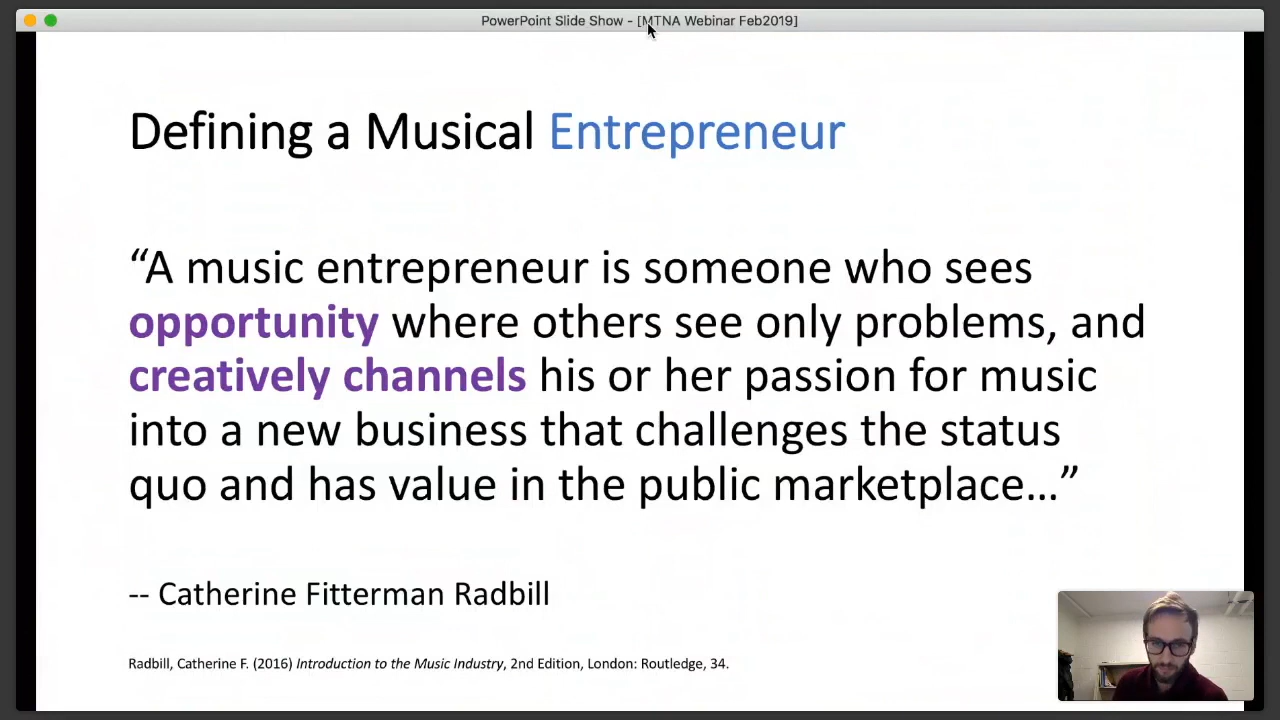 PowerPoint Slide Show - [MTNA Webinar Feb2019]
Defining a Musical Entrepreneur
“A music entrepreneur is someone who sees
opportunity where others see only problems, and
creatively channels his or her passion for music
into a new business that challenges the status
quo and has value in the public marketplace…”
-- Catherine Fitterman Radbill
Radbill, Catherine F. (2016) Introduction to the Music Industry, 2nd Edition, London: Routledge, 34.